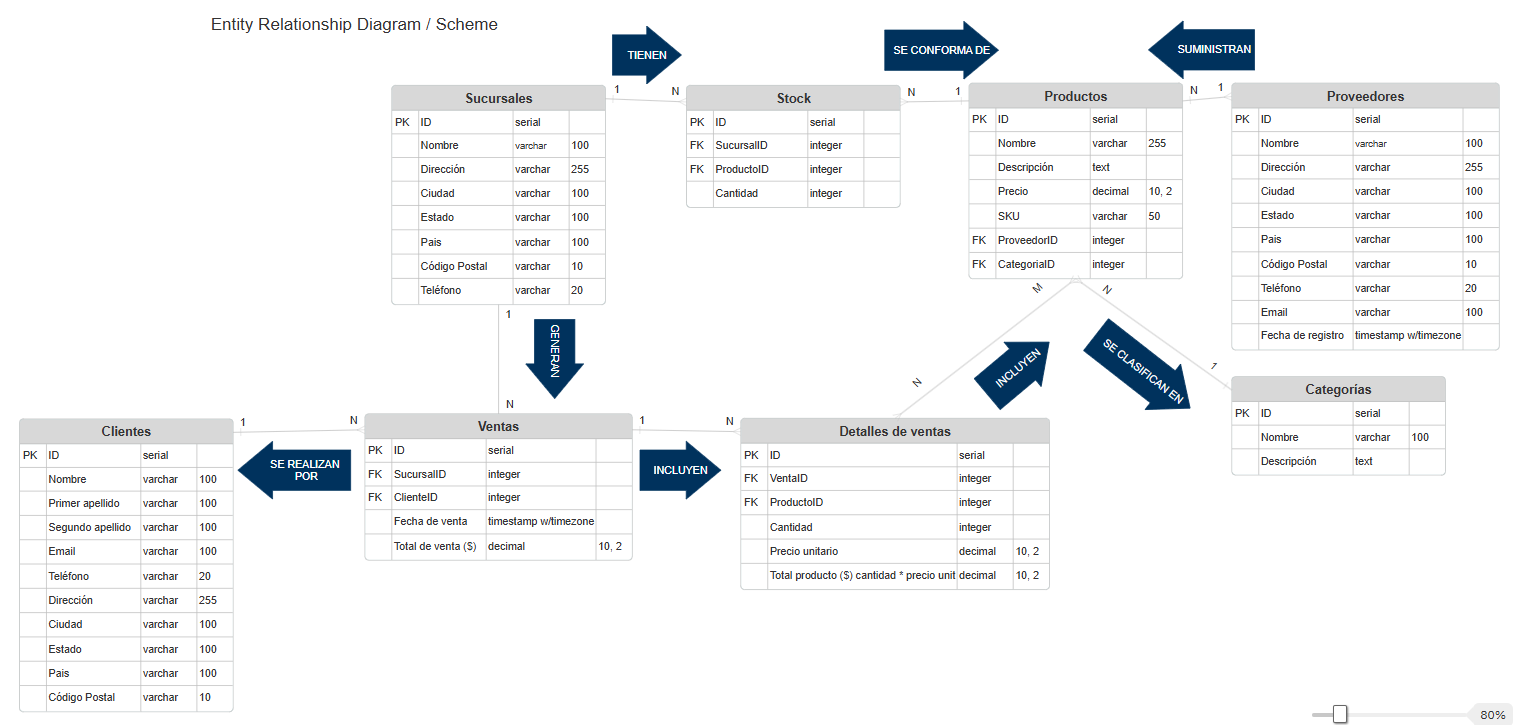 Entity Relationship Diagram / Scheme
TIENEN
SE CONFORMA DE
SUMINISTRAN
1
N
N
1
N
1
Sucursales
PK ID serial
Nombre varchar 100
Dirección varchar 255
Ciudad varchar 100
Estado varchar 100
Pais varchar 100
Código Postal varchar 10
Teléfono varchar 20
Stock
PK ID serial
FK SucursalID integer
FK ProductoID integer
Cantidad integer
Productos
PK ID serial
Nombre varchar 255
Descripción text
Precio decimal 10, 2
SKU varchar 50
FK ProveedorID integer
FK CategoriaID integer
Proveedores
PK ID serial
Nombre varchar 100
Dirección varchar 255
Ciudad varchar 100
Estado varchar 100
Pais varchar 100
Código Postal varchar 10
Teléfono varchar 20
Email varchar 100
Fecha de registro timestamp w/timezone
1
GENERAN
N
M
N
INCLUYEN
N
SE CLASIFICAN EN
1
Categorías
PK ID serial
Nombre varchar 100
Descripción text
Clientes
PK ID serial
Nombre varchar 100
Primer apellido varchar 100
Segundo apellido varchar 100
Email varchar 100
Teléfono varchar 20
Dirección varchar 255
Ciudad varchar 100
Estado varchar 100
Pais varchar 100
Código Postal varchar 10
1
N
SE REALIZAN
POR
Ventas
PK ID serial
FK SucursalID integer
FK ClienteID integer
Fecha de venta timestamp w/timezone
Total de venta ($) decimal 10, 2
1
N
INCLUYEN
Detalles de ventas
PK ID serial
FK VentaID integer
FK ProductoID integer
Cantidad integer
Precio unitario decimal 10, 2
Total producto ($) cantidad * precio unit decimal 10, 2
80%